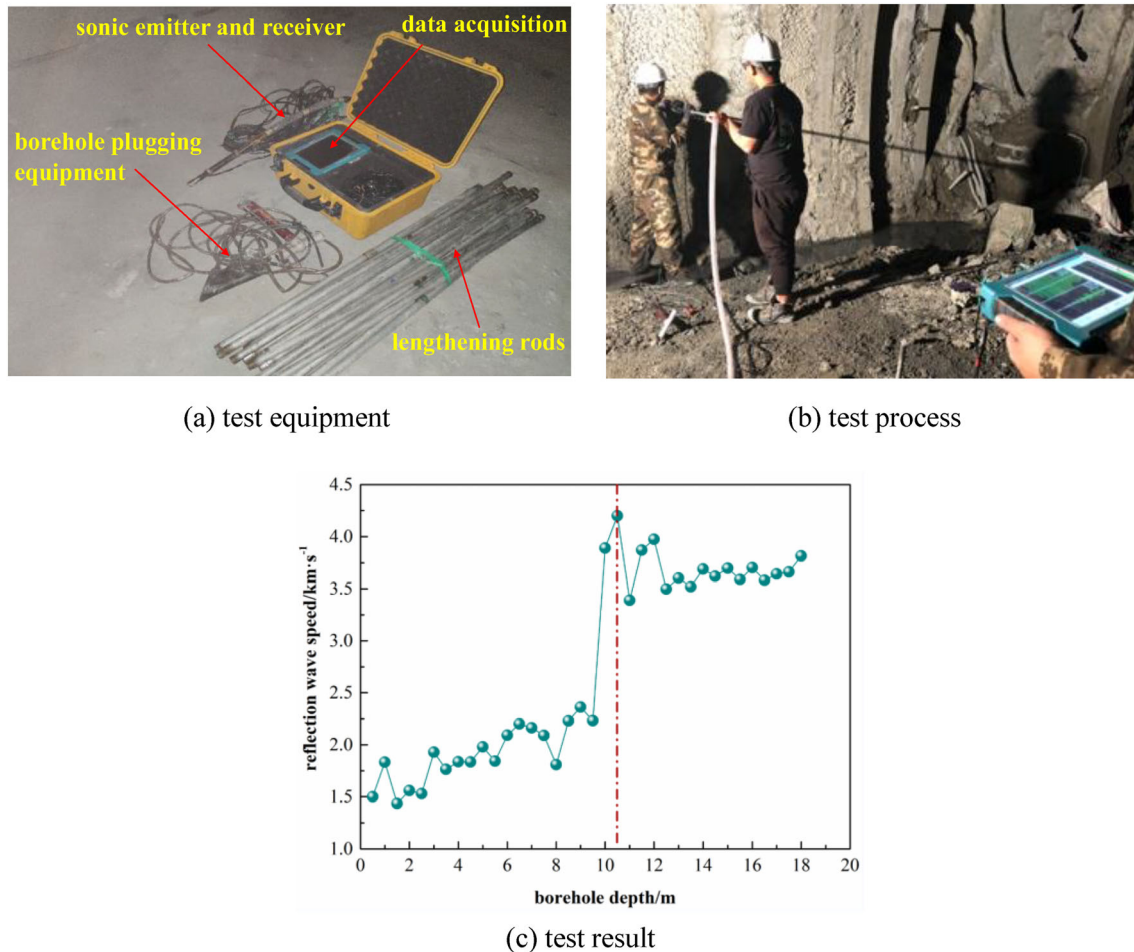 sonic emitter and receiver
data acquisition
borehole plugging
equipment
lengthening rods
(a) test equipment
(b) test process
reflection wave speed/km·s⁻¹
4.5
4.0
3.5
3.0
2.5
2.0
1.5
1.0
0 2 4 6 8 10 12 14 16 18 20
borehole depth/m
(c) test result